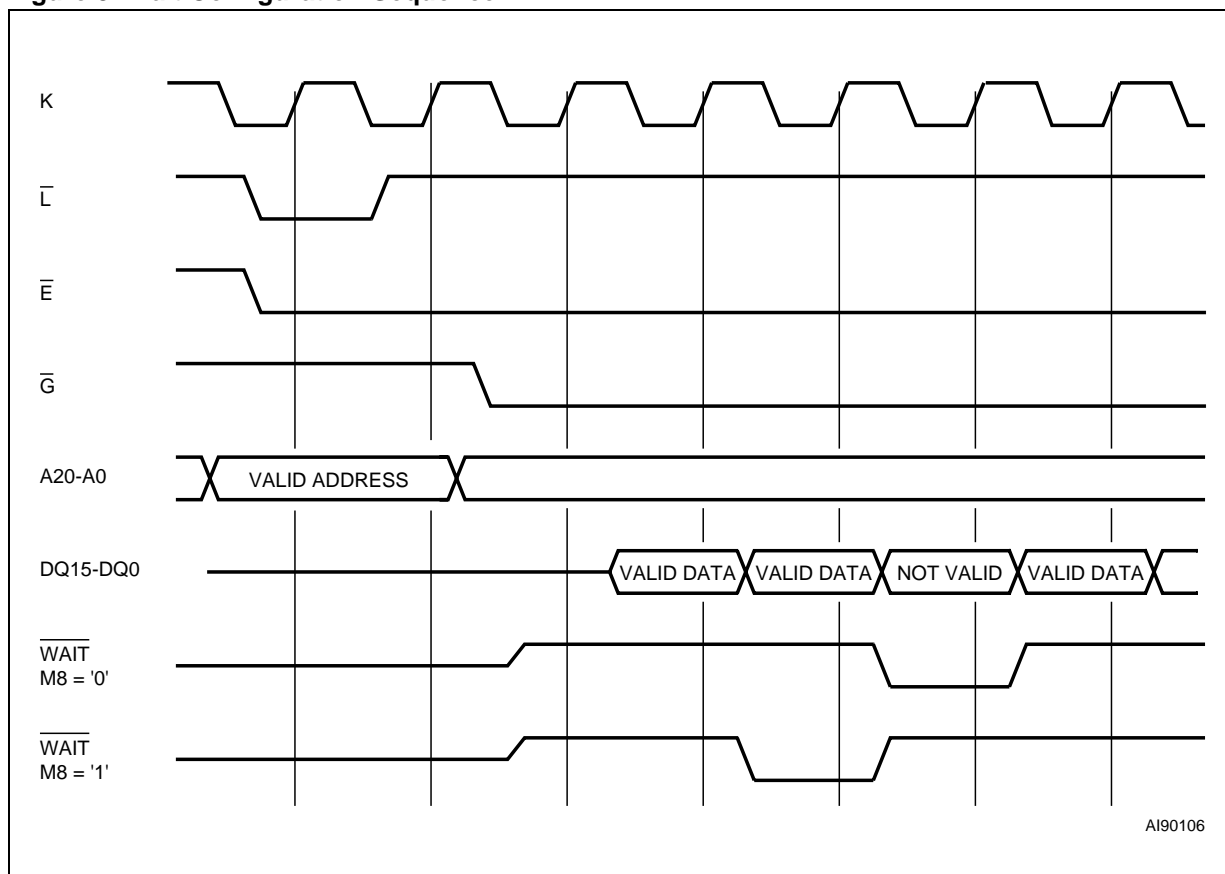 K
L
E
G
A20-A0
VALID ADDRESS
DQ15-DQ0
VALID DATA VALID DATA NOT VALID VALID DATA
WAIT
M8 = '0'
WAIT
M8 = '1'
AI90106